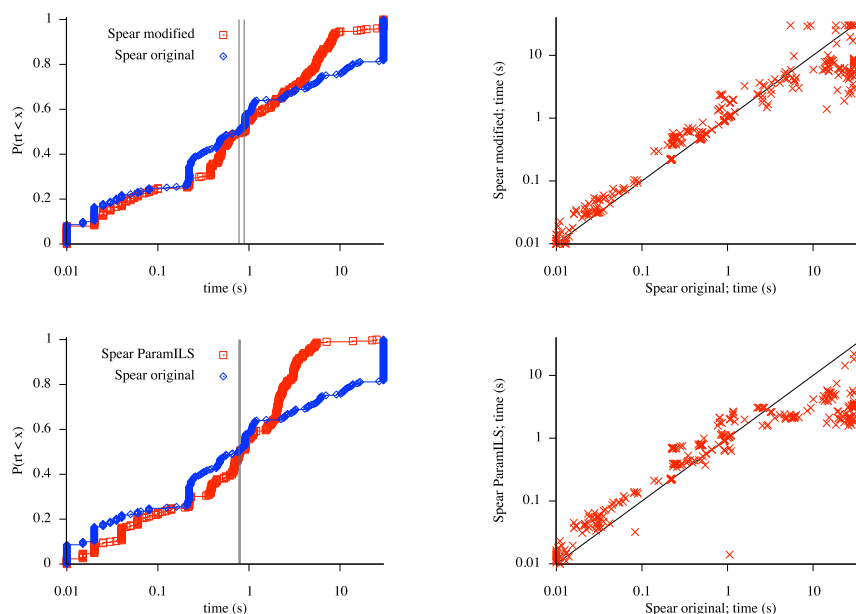 P(rt < x)
1
0.8
0.6
0.4
0.2
0
Spear modified
Spear original
0.01 0.1 1 10
time (s)
Spear modified; time (s)
10
1
0.1
0.01
0.01 0.1 1 10
Spear original; time (s)
P(rt < x)
1
0.8
0.6
0.4
0.2
0
Spear ParamILS
Spear original
0.01 0.1 1 10
time (s)
Spear ParamILS; time (s)
10
1
0.1
0.01
0.01 0.1 1 10
Spear original; time (s)